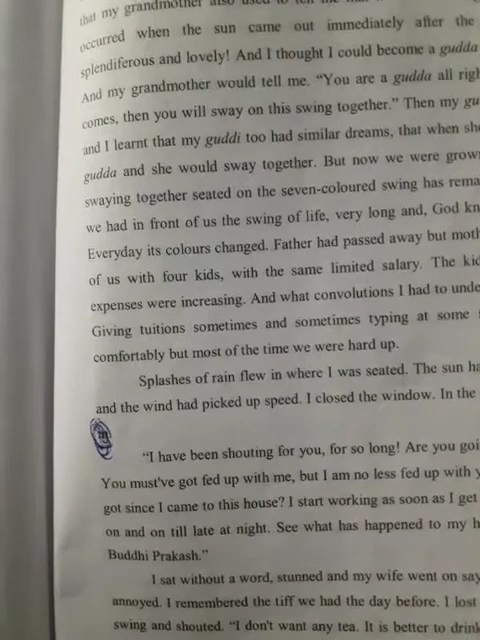 that my grandmother also used to tell me that
occurred when the sun came out immediately after the
splendiferous and lovely! And I thought I could become a gudda
And my grandmother would tell me. “You are a gudda all righ
comes, then you will sway on this swing together.” Then my gu
and I learnt that my guddi too had similar dreams, that when she
gudda and she would sway together. But now we were grown
swaying together seated on the seven-coloured swing has rema
we had in front of us the swing of life, very long and, God kn
Everyday its colours changed. Father had passed away but moth
of us with four kids, with the same limited salary. The kid
expenses were increasing. And what convolutions I had to unde
Giving tuitions sometimes and sometimes typing at some
comfortably but most of the time we were hard up.
Splashes of rain flew in where I was seated. The sun ha
and the wind had picked up speed. I closed the window. In the
“I have been shouting for you, for so long! Are you goi
You must've got fed up with me, but I am no less fed up with y
got since I came to this house? I start working as soon as I get
on and on till late at night. See what has happened to my h
Buddhi Prakash.”
I sat without a word, stunned and my wife went on say
annoyed. I remembered the tiff we had the day before. I lost
swing and shouted. “I don't want any tea. It is better to drink